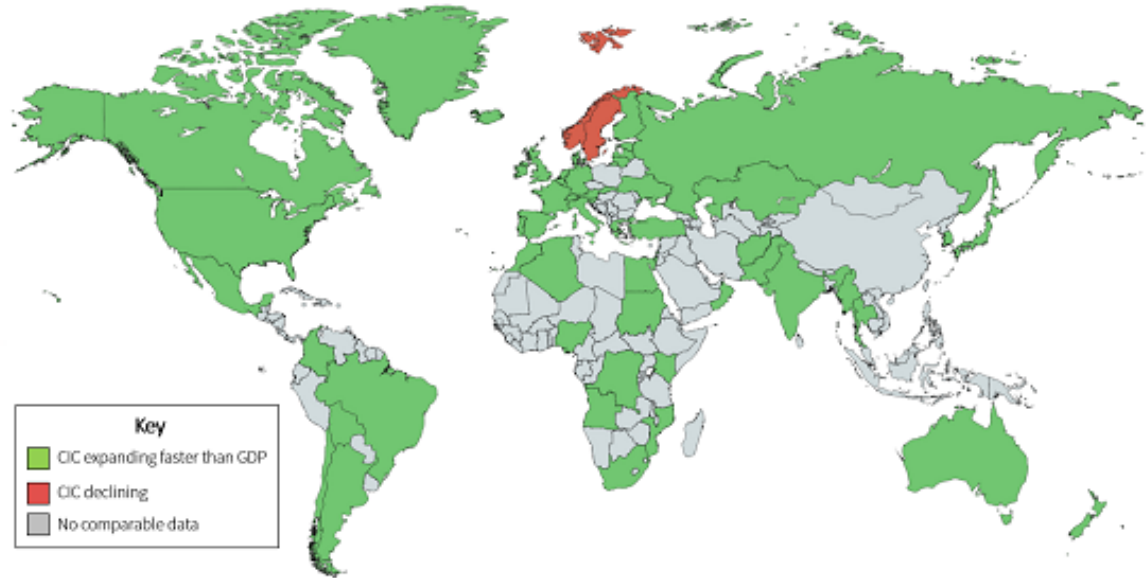 Key
CIC expanding faster than GDP
CIC declining
No comparable data